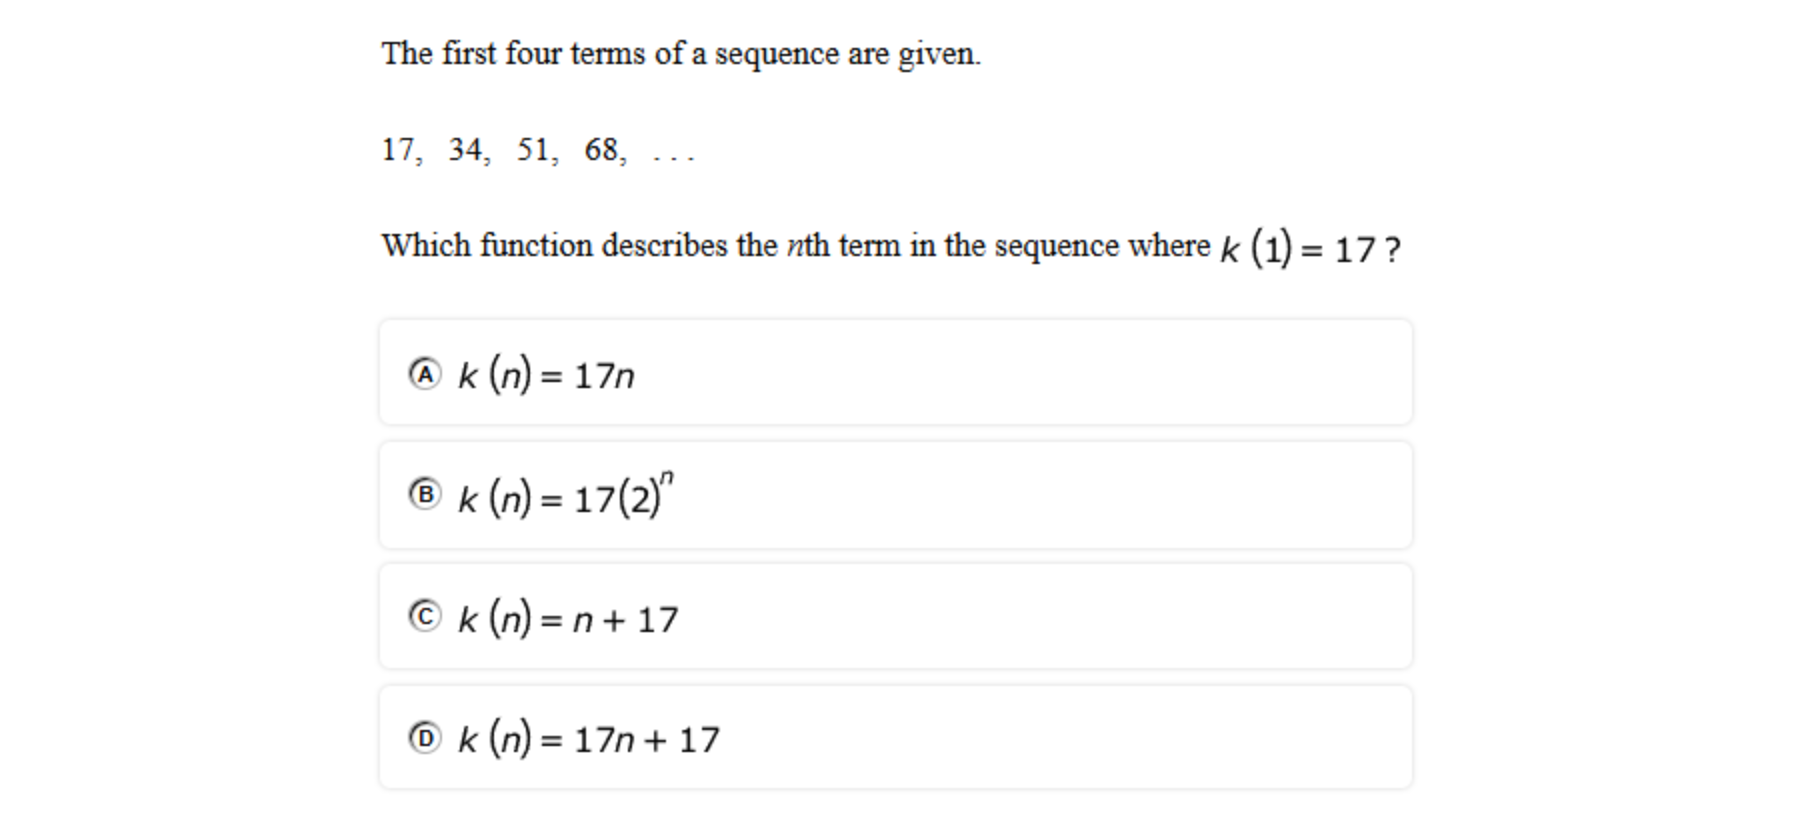 The first four terms of a sequence are given.
17, 34, 51, 68, ...
Which function describes the nth term in the sequence where k (1) = 17 ?
Ⓐ k (n) = 17n
Ⓑ k (n) = 17(2)ⁿ
Ⓒ k (n) = n + 17
Ⓓ k (n) = 17n + 17